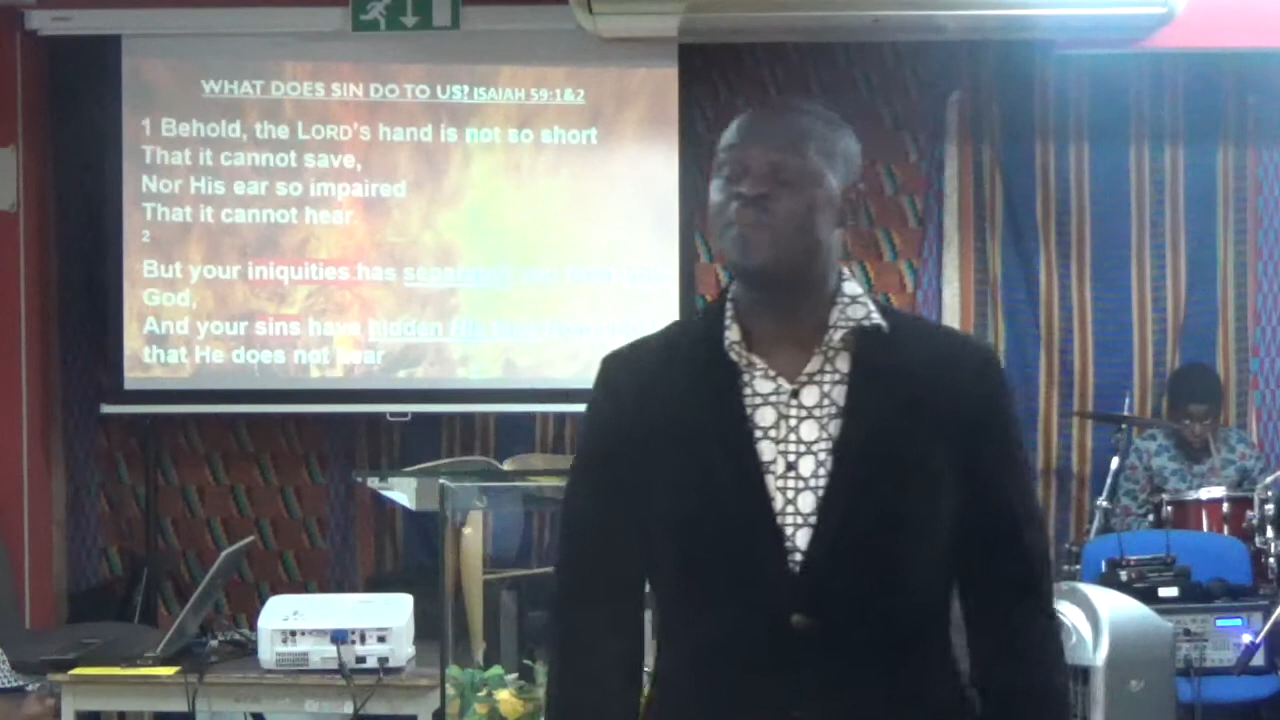 WHAT DOES SIN DO TO US? ISAIAH 59:1&2
1 Behold, the LORD'S hand is not so short
That it cannot save,
Nor His ear so impaired
That it cannot hear
2
But your iniquities has
God,
And your sins have hidden
that He does not hear